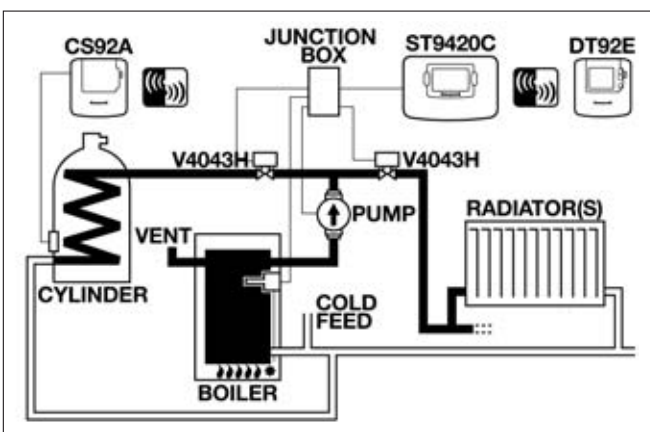 CS92A
JUNCTION
BOX
ST9420C
DT92E
V4043H
V4043H
PUMP
RADIATOR(S)
VENT
CYLINDER
COLD
FEED
BOILER